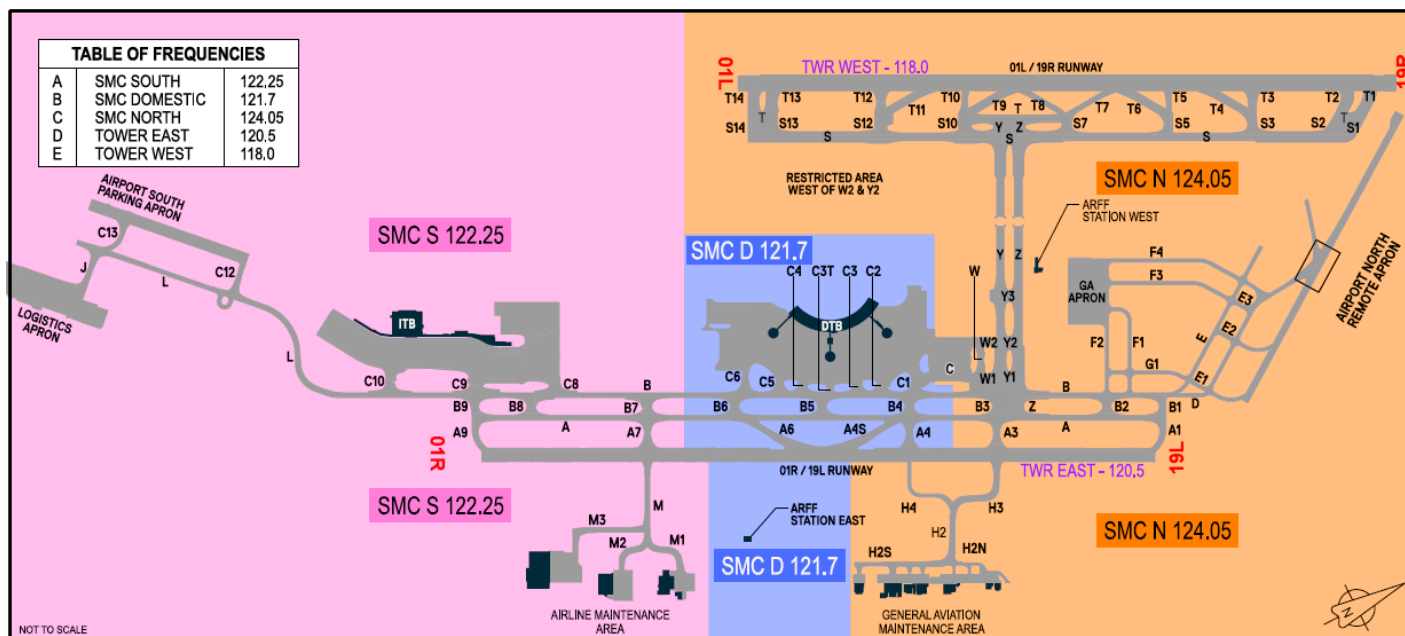 TABLE OF FREQUENCIES
A SMC SOUTH 122,25
B SMC DOMESTIC 121.7
C SMC NORTH 124.05
D TOWER EAST 120.5
E TOWER WEST 118.0
01L
TWR WEST - 118.0
01L / 19R RUNWAY
19R
T14
T13
T12
T11
T10
T9
T
T8
T7
T6
T5
T4
T3
T2
T1
T
T
S14
S13
S12
S10
Y
Z
S7
S5
S3
S2
S1
S
S
S
RESTRICTED AREA
WEST OF W2 & Y2
SMC N 124.05
ARFF
STATION WEST
AIRPORT SOUTH
PARKING APRON
C13
J
L
C12
LOGISTICS
APRON
L
SMC S 122.25
SMC D 121.7
C4
C3T
C3
C2
W
Y
Z
Y3
GA
APRON
F4
F3
E3
E2
E
AIRPORT NORTH
REMOTE APRON
ITB
DTB
W2
Y2
F2
F1
G1
E1
C10
C9
C8
B
C6
C5
C1
C
W1
Y1
B
D
B9
B8
B7
B6
B5
B4
B3
Z
B2
B1
A9
A
A7
A6
A4S
A4
A3
A
A1
01R
01R / 19L RUNWAY
TWR EAST - 120.5
19L
SMC S 122.25
M
M3
M2
M1
ARFF
STATION EAST
SMC D 121.7
H4
H3
H2
H2S
H2N
SMC N 124.05
AIRLINE MAINTENANCE
AREA
GENERAL AVIATION
MAINTENANCE AREA
NOT TO SCALE
N